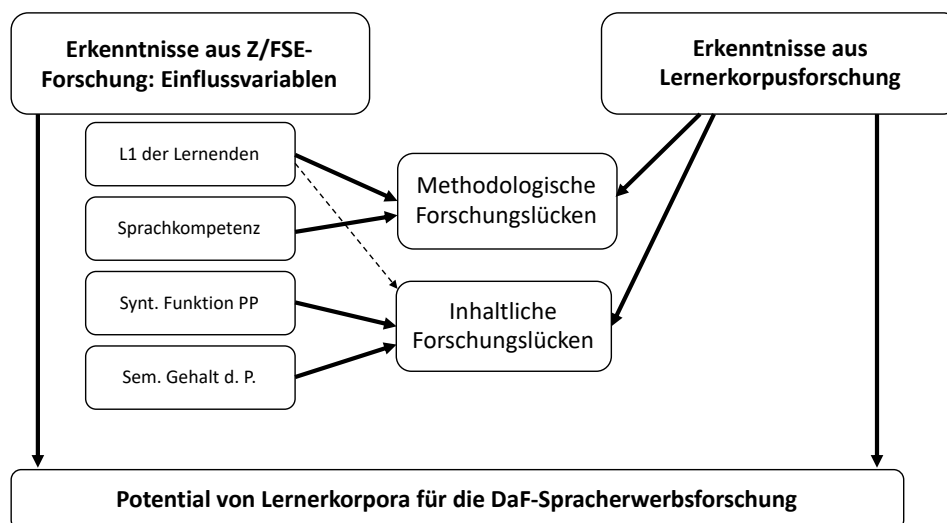 Erkenntnisse aus Z/FSE-
Forschung: Einflussvariablen
Erkenntnisse aus
Lernerkorpusforschung
L1 der Lernenden
Sprachkompetenz
Synt. Funktion PP
Sem. Gehalt d. P.
Methodologische
Forschungslücken
Inhaltliche
Forschungslücken
Potential von Lernerkorpora für die DaF-Spracherwerbsforschung